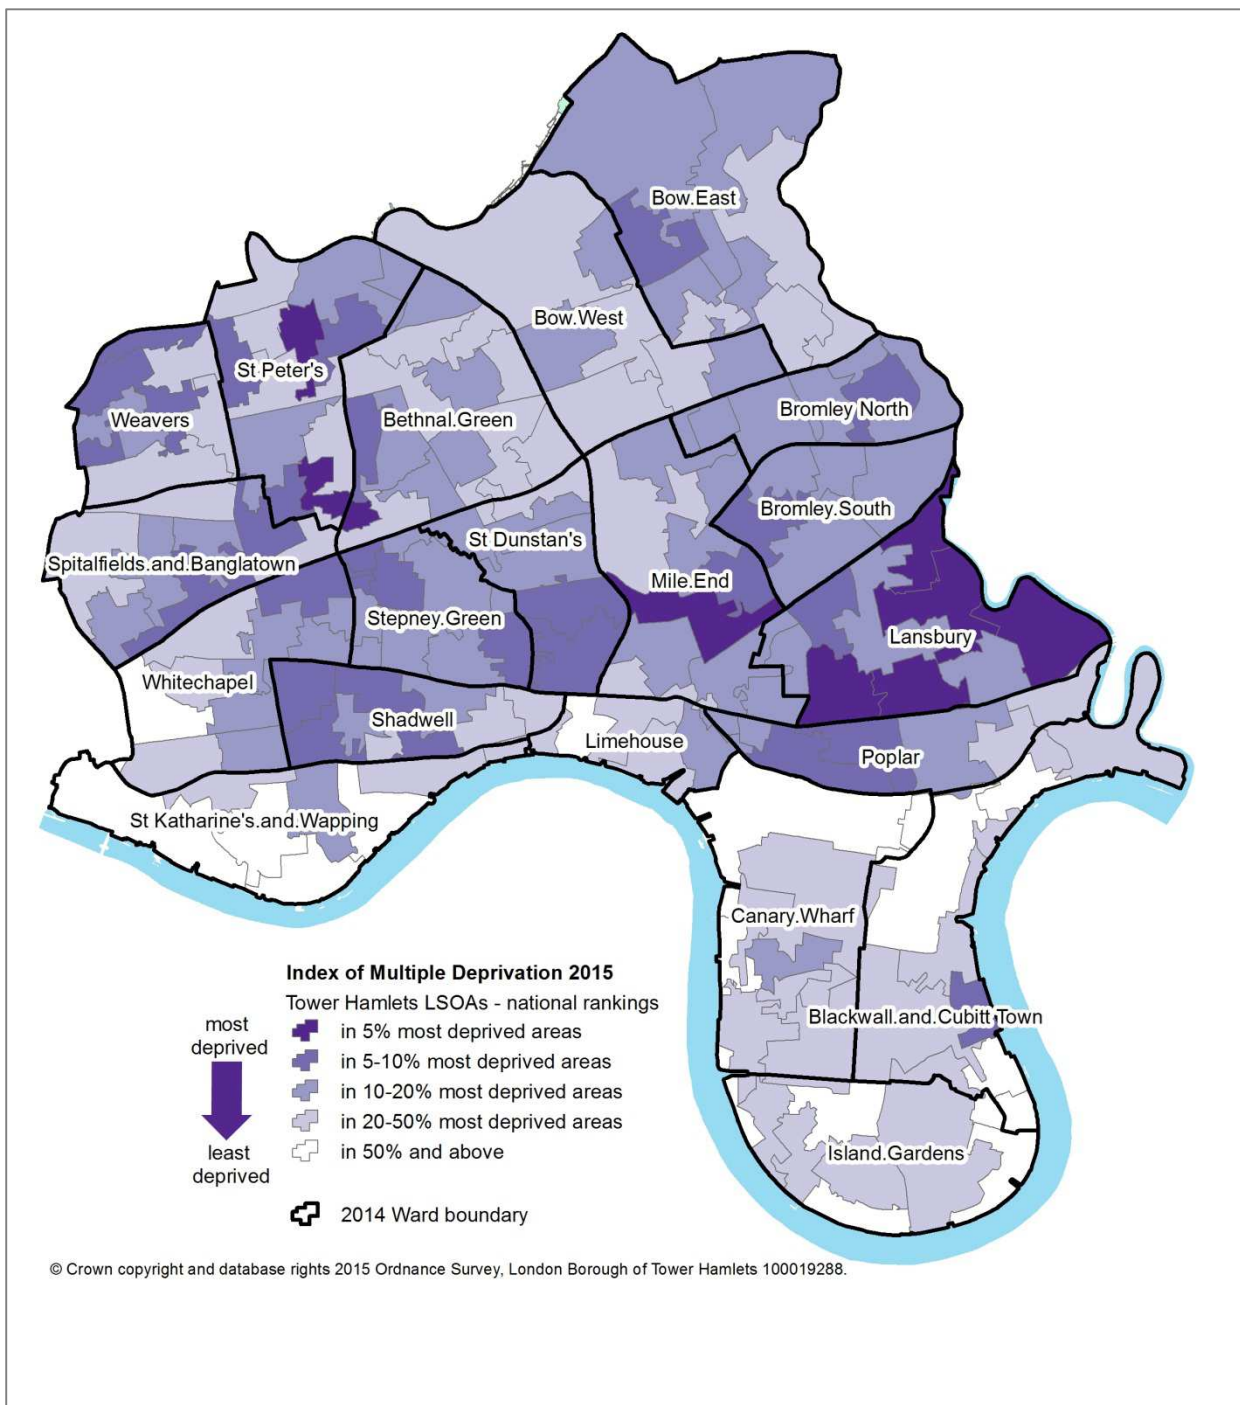 Bow.East
Bow.West
St Peter's
Weavers
Bethnal.Green
Bromley North
Bromley.South
St Dunstan's
Spitalfields.and.Banglatown
Mile.End
Stepney.Green
Lansbury
Whitechapel
Shadwell
Limehouse
Poplar
St Katharine's.and.Wapping
Canary.Wharf
Blackwall.and.Cubitt Town
Island.Gardens
Index of Multiple Deprivation 2015
Tower Hamlets LSOAs - national rankings
most
deprived
least
deprived
in 5% most deprived areas
in 5-10% most deprived areas
in 10-20% most deprived areas
in 20-50% most deprived areas
in 50% and above
2014 Ward boundary
© Crown copyright and database rights 2015 Ordnance Survey, London Borough of Tower Hamlets 100019288.